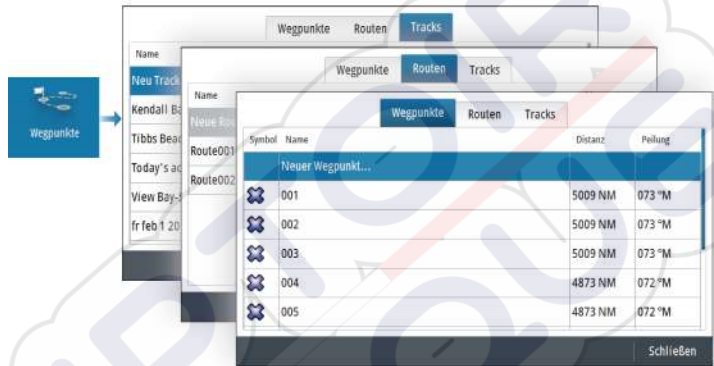 Wegpunkte Routen Tracks
Name
Neu Track
Kendall
Tibbs
Today's
View
fr feb 1 20
Wegpunkte
Wegpunkte Routen Tracks
Name
Neue
Route001
Route002
Wegpunkte Routen Tracks
Symbol Name Distanz Peilung
Neuer Wegpunkt...
001 5009 NM 073 °M
002 5009 NM 073 °M
003 5009 NM 073 °M
004 4873 NM 072 °M
005 4873 NM 072 °M
Schließen